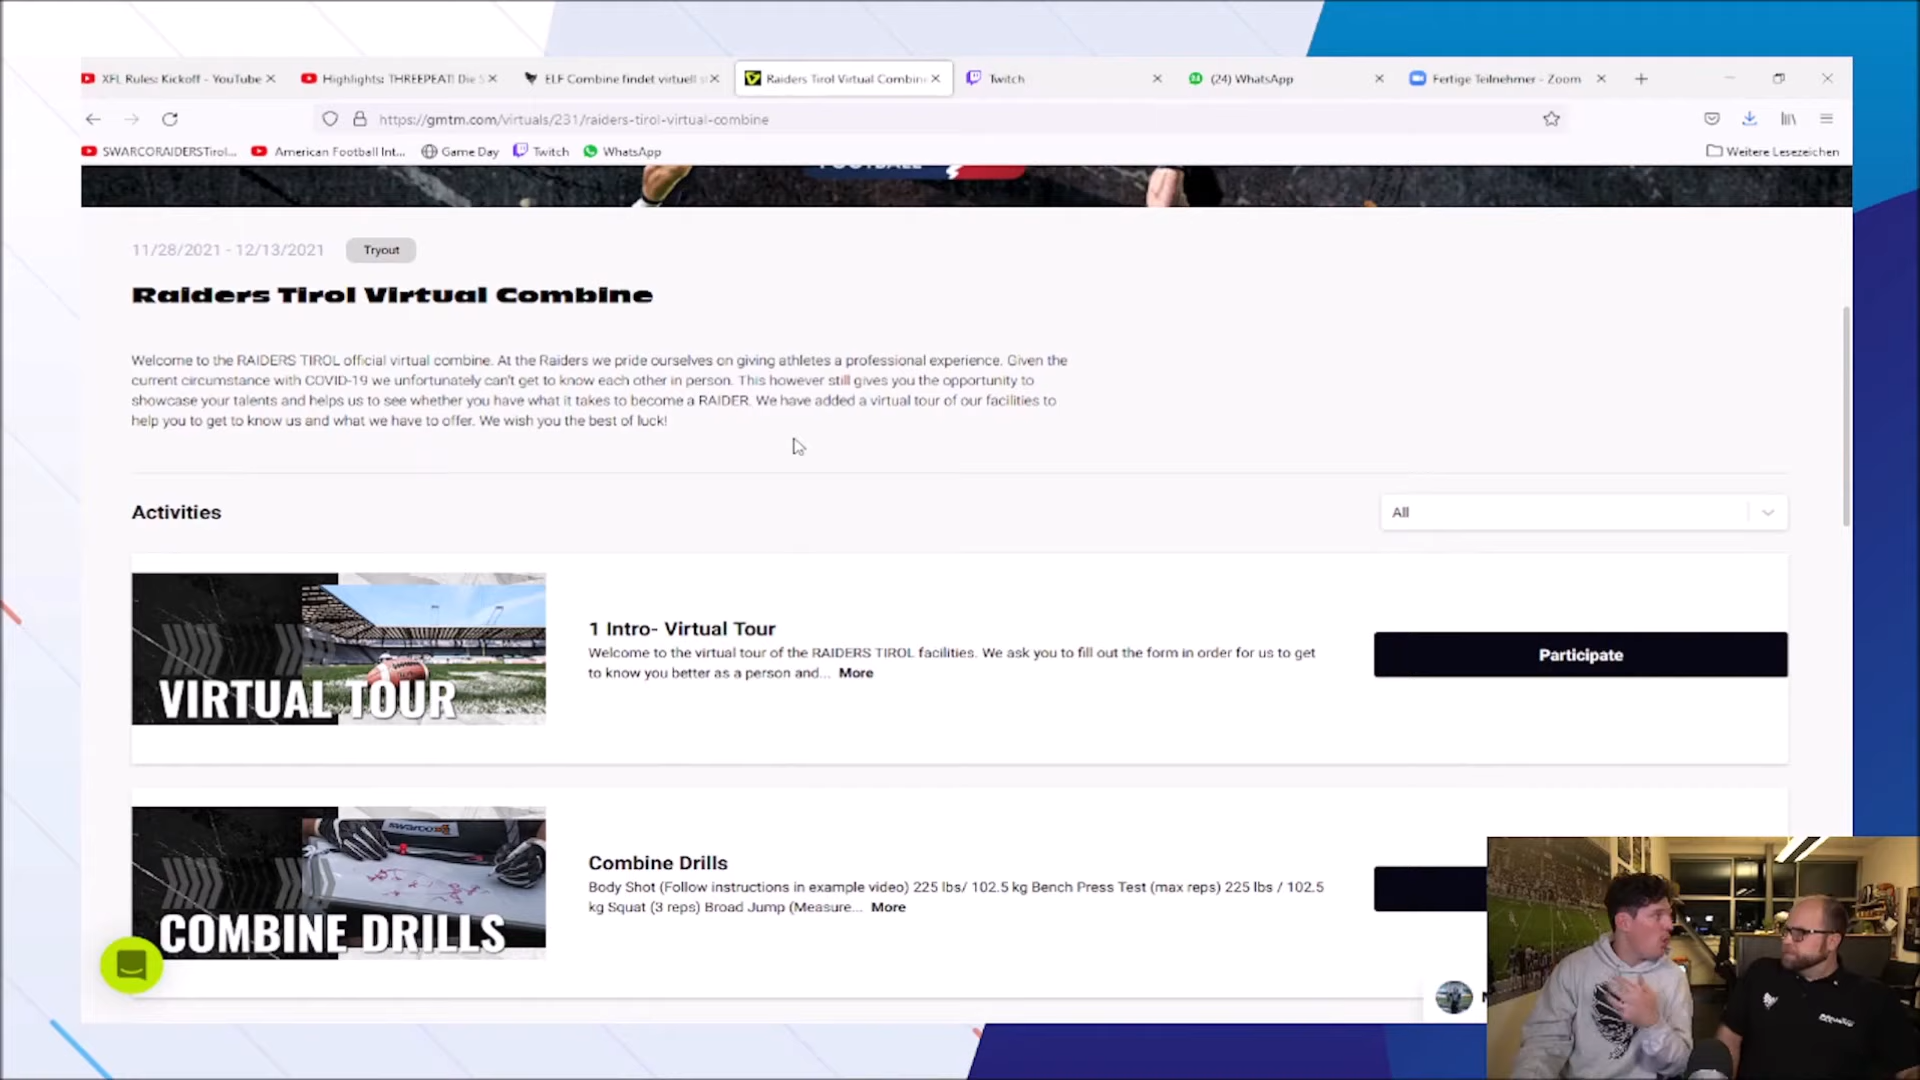 XFL Rules: Kickoff - YouTube
Highlights: THREEPEAT! Die
ELF Combine findet virtuell
Raiders Tirol Virtual Combin
Twitch
(24) WhatsApp
Fertige Teilnehmer - Zoom
https://gmtm.com/virtuals/231/raiders-tirol-virtual-combine
SWARCORAIDERSTirol...
American Football Int...
Game Day
Twitch
WhatsApp
Weitere Lesezeichen
FOOTBALL
11/28/2021 - 12/13/2021
Tryout
Raiders Tirol Virtual Combine
Welcome to the RAIDERS TIROL official virtual combine. At the Raiders we pride ourselves on giving athletes a professional experience. Given the
current circumstance with COVID-19 we unfortunately can't get to know each other in person. This however still gives you the opportunity to
showcase your talents and helps us to see whether you have what it takes to become a RAIDER. We have added a virtual tour of our facilities to
help you to get to know us and what we have to offer. We wish you the best of luck!
Activities
All
VIRTUAL TOUR
1 Intro- Virtual Tour
Welcome to the virtual tour of the RAIDERS TIROL facilities. We ask you to fill out the form in order for us to get
to know you better as a person and... More
Participate
swarco
COMBINE DRILLS
Combine Drills
Body Shot (Follow instructions in example video) 225 lbs/ 102.5 kg Bench Press Test (max reps) 225 lbs / 102.5
kg Squat (3 reps) Broad Jump (Measure... More